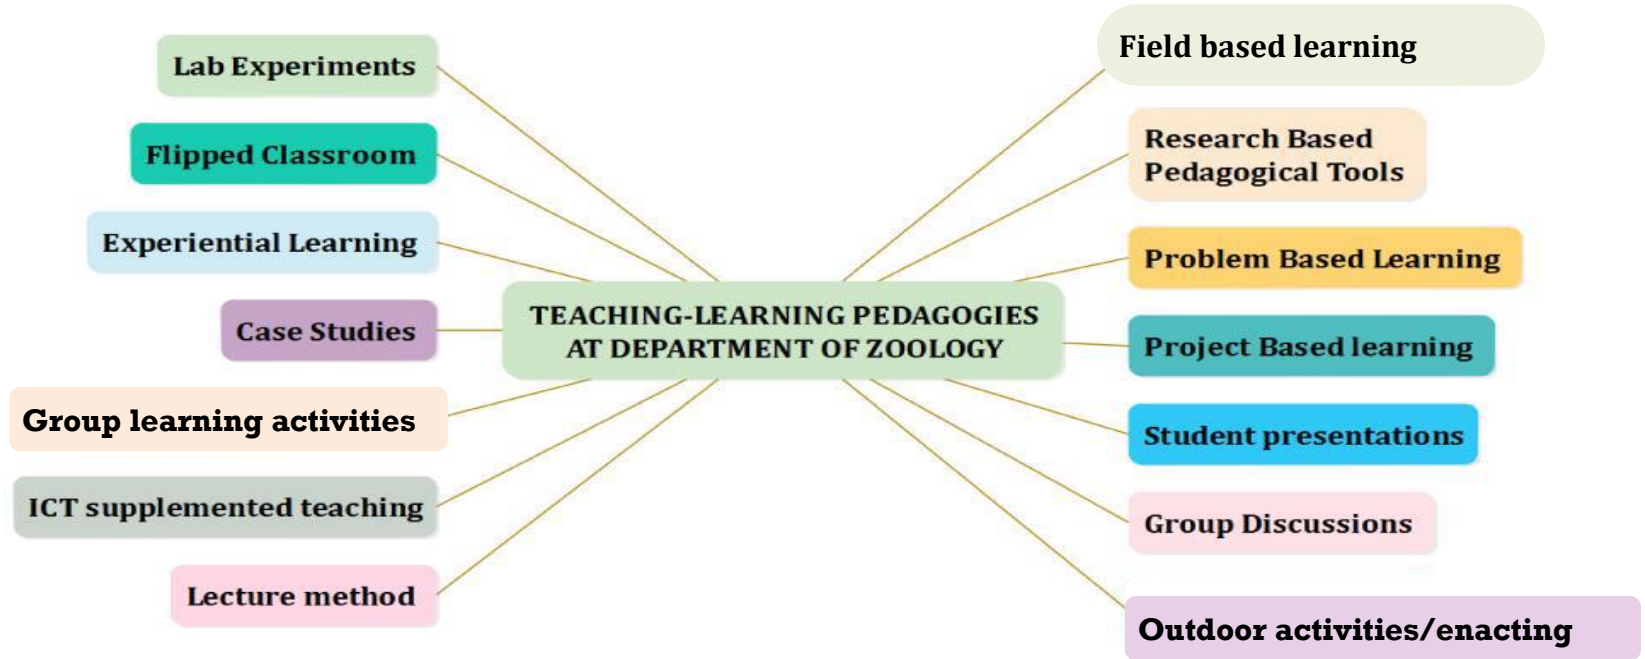 Lab Experiments
Flipped Classroom
Experiential Learning
Case Studies
Group learning activities
ICT supplemented teaching
Lecture method
TEACHING-LEARNING PEDAGOGIES
AT DEPARTMENT OF ZOOLOGY
Field based learning
Research Based
Pedagogical Tools
Problem Based Learning
Project Based learning
Student presentations
Group Discussions
Outdoor activities/enacting